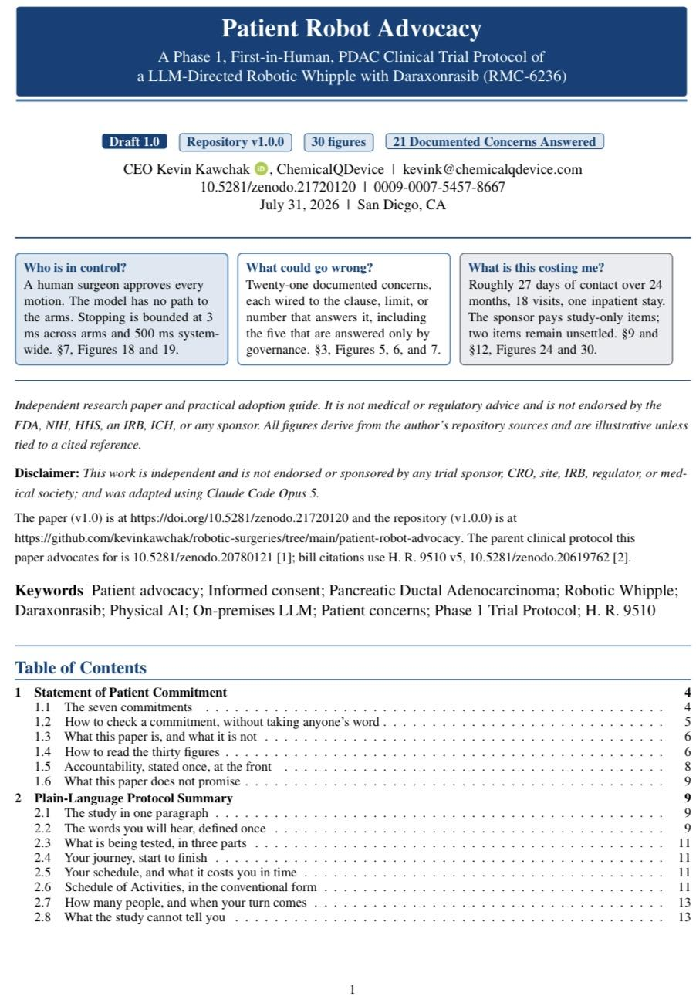 Patient Robot Advocacy
A Phase 1, First-in-Human, PDAC Clinical Trial Protocol of
a LLM-Directed Robotic Whipple with Daraxonrasib (RMC-6236)
Draft 1.0 Repository v1.0.0 30 figures 21 Documented Concerns Answered
CEO Kevin Kawchak iD, ChemicalQDevice | kevink@chemicalqdevice.com
10.5281/zenodo.21720120 | 0009-0007-5457-8667
July 31, 2026 | San Diego, CA
Who is in control?
A human surgeon approves every
motion. The model has no path to
the arms. Stopping is bounded at 3
ms across arms and 500 ms system-
wide. §7, Figures 18 and 19.
What could go wrong?
Twenty-one documented concerns,
each wired to the clause, limit, or
number that answers it, including
the five that are answered only by
governance. §3, Figures 5, 6, and 7.
What is this costing me?
Roughly 27 days of contact over 24
months, 18 visits, one inpatient stay.
The sponsor pays study-only items;
two items remain unsettled. §9 and
§12, Figures 24 and 30.
Independent research paper and practical adoption guide. It is not medical or regulatory advice and is not endorsed by the
FDA, NIH, HHS, an IRB, ICH, or any sponsor. All figures derive from the author's repository sources and are illustrative unless
tied to a cited reference.
Disclaimer: This work is independent and is not endorsed or sponsored by any trial sponsor, CRO, site, IRB, regulator, or med-
ical society; and was adapted using Claude Code Opus 5.
The paper (v1.0) is at https://doi.org/10.5281/zenodo.21720120 and the repository (v1.0.0) is at
https://github.com/kevinkawchak/robotic-surgeries/tree/main/patient-robot-advocacy. The parent clinical protocol this
paper advocates for is 10.5281/zenodo.20780121 [1]; bill citations use H. R. 9510 v5, 10.5281/zenodo.20619762 [2].
Keywords Patient advocacy; Informed consent; Pancreatic Ductal Adenocarcinoma; Robotic Whipple;
Daraxonrasib; Physical AI; On-premises LLM; Patient concerns; Phase 1 Trial Protocol; H. R. 9510
Table of Contents
1 Statement of Patient Commitment 4
1.1 The seven commitments . . . . . . . . . . 4
1.2 How to check a commitment, without taking anyone's word . . . . . . . . . . 5
1.3 What this paper is, and what it is not . . . . . . . . . . 6
1.4 How to read the thirty figures . . . . . . . . . . 6
1.5 Accountability, stated once, at the front . . . . . . . . . . 8
1.6 What this paper does not promise . . . . . . . . . . 9
2 Plain-Language Protocol Summary 9
2.1 The study in one paragraph . . . . . . . . . . 9
2.2 The words you will hear, defined once . . . . . . . . . . 9
2.3 What is being tested, in three parts . . . . . . . . . . 11
2.4 Your journey, start to finish . . . . . . . . . . 11
2.5 Your schedule, and what it costs you in time . . . . . . . . . . 11
2.6 Schedule of Activities, in the conventional form . . . . . . . . . . 11
2.7 How many people, and when your turn comes . . . . . . . . . . 13
2.8 What the study cannot tell you . . . . . . . . . . 13
1